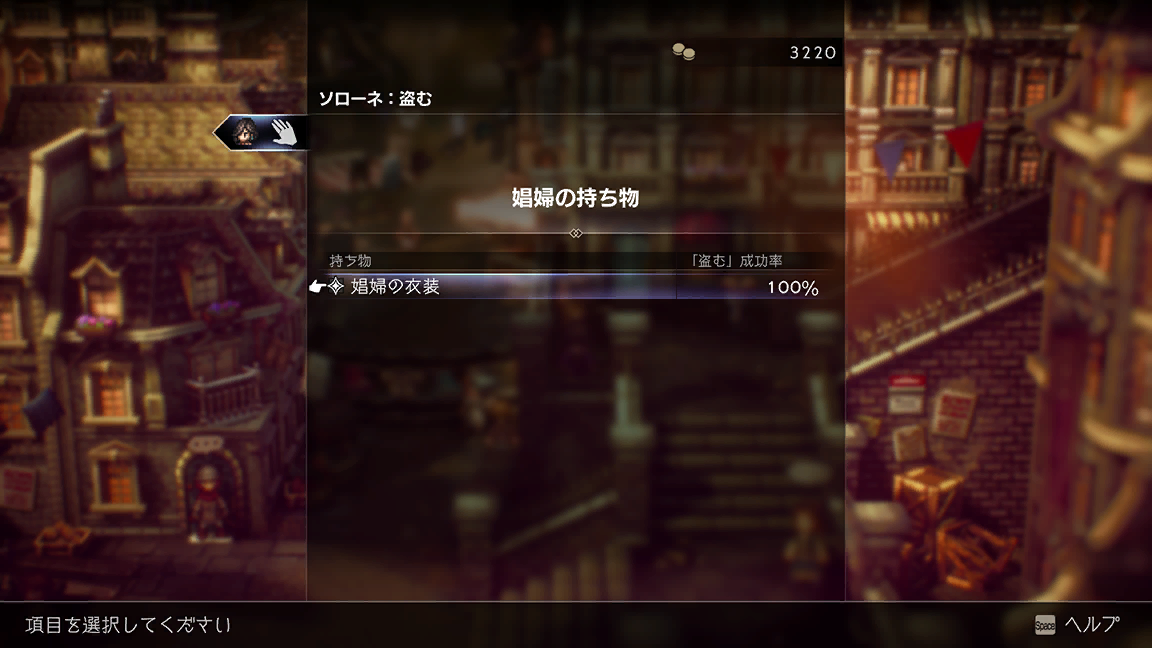 3220
ソローネ：盗む
娼婦の持ち物
持ち物 「盗む」成功率
娼婦の衣装 100%
項目を選択してください
Space ヘルプ